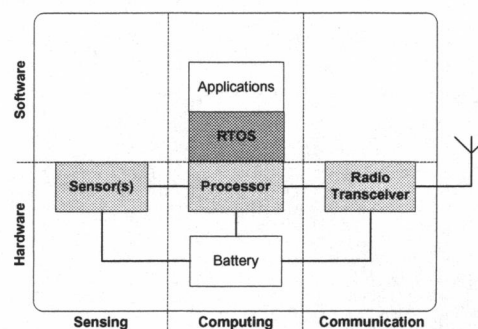 Software
Applications
RTOS
Hardware
Sensor(s)
Processor
Radio
Transceiver
Battery
Sensing
Computing
Communication